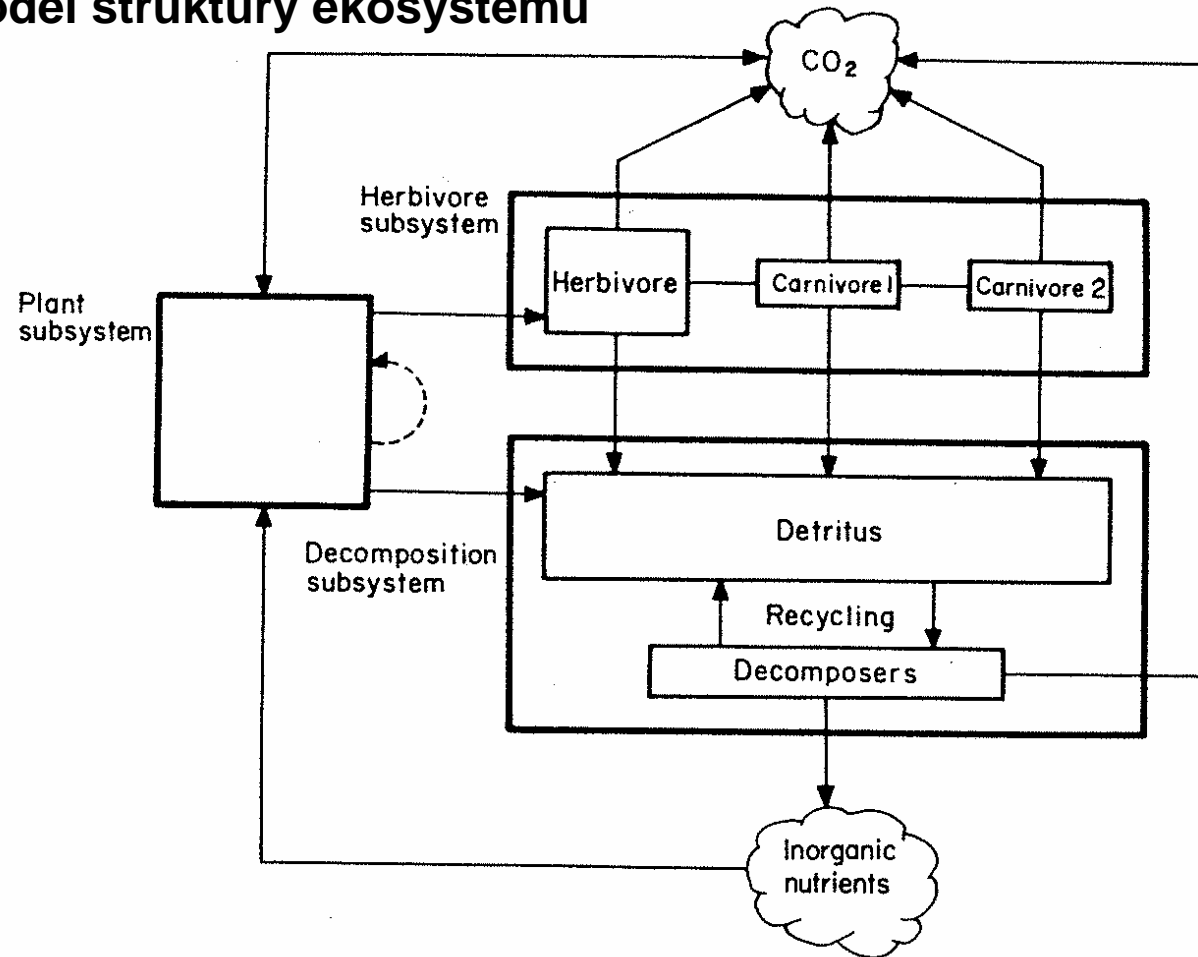 odel struktury ekosystému
CO₂
Herbivore
subsystem
Herbivore
Carnivore 1
Carnivore 2
Plant
subsystem
Detritus
Decomposition
subsystem
Recycling
Decomposers
Inorganic
nutrients